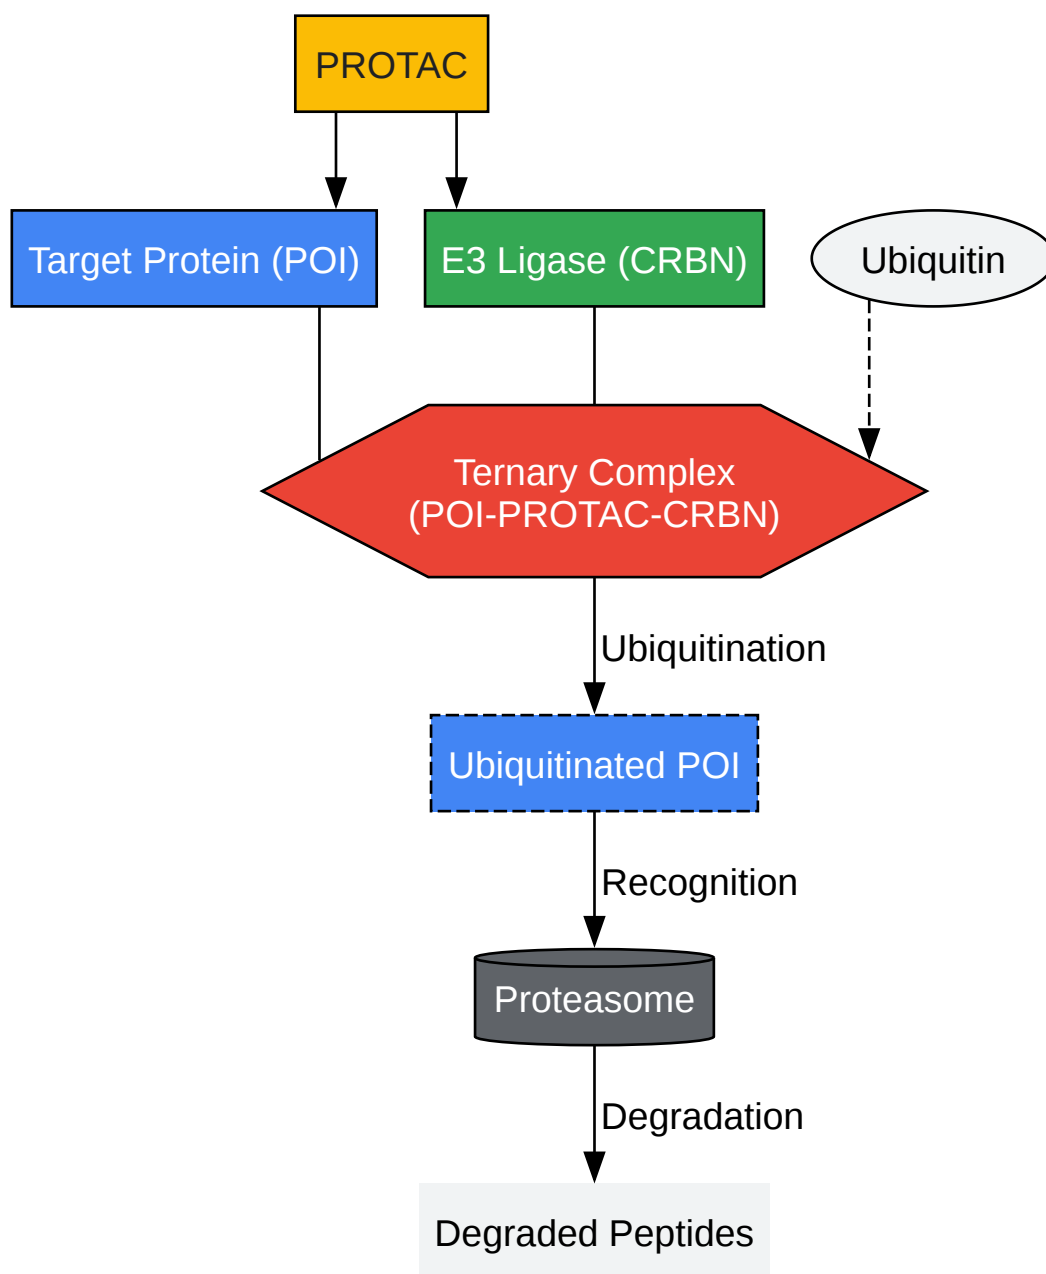 PROTAC
Target Protein (POI)
E3 Ligase (CRBN)
Ubiquitin
Ternary Complex
(POI-PROTAC-CRBN)
Ubiquitination
Ubiquitinated POI
Recognition
Proteasome
Degradation
Degraded Peptides